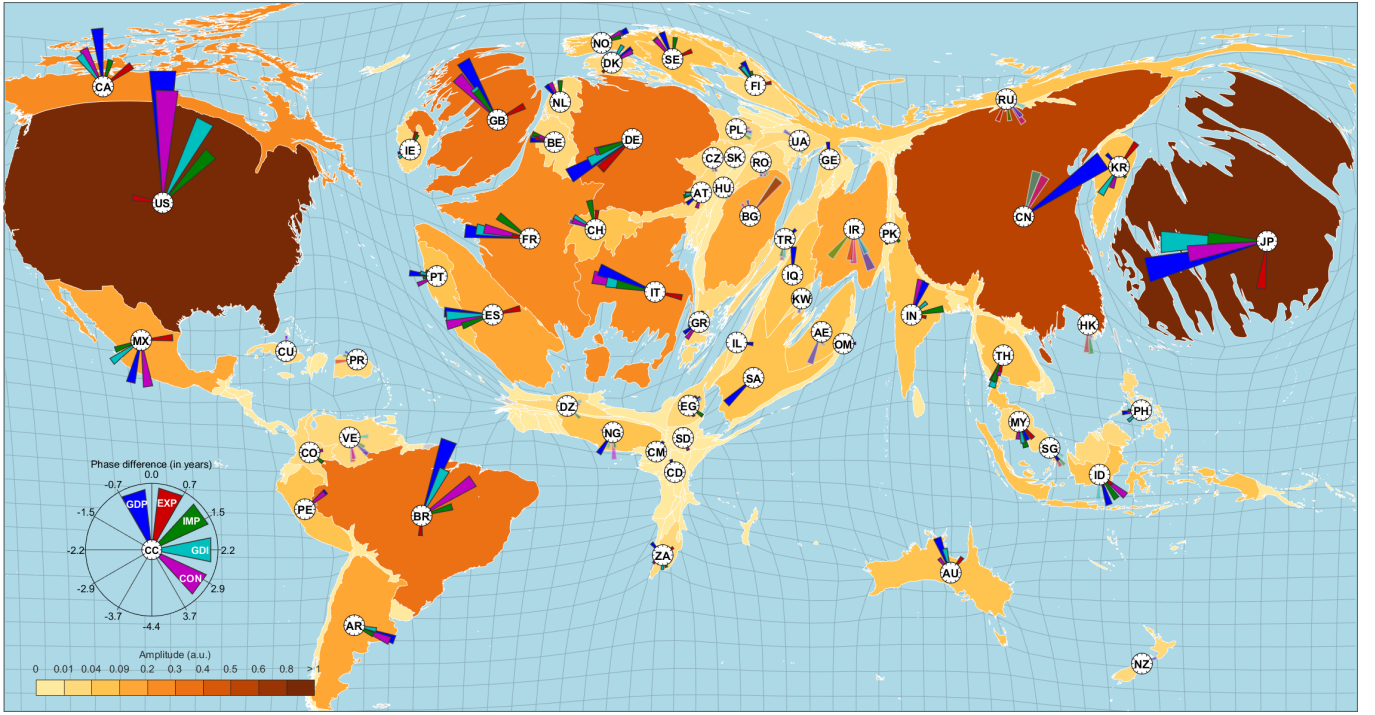 NO
DK
SE
CA
FI
GB
NL
RU
PL
IE
BE
DE
UA
GE
CZ
SK
RO
KR
AT
HU
US
BG
CN
CH
IR
PK
FR
TR
JP
PT
IQ
IT
KW
ES
IN
GR
AE
HK
MX
IL
OM
CU
PR
TH
SA
DZ
EG
PH
MY
NG
VE
SD
SG
CO
CM
Phase difference (in years)
CD
ID
0.0
-0.7
0.7
GDP
EXP
PE
-1.5
IMP
1.5
BR
-2.2
CC
GDI
2.2
ZA
CON
AU
-2.9
2.9
-3.7
3.7
-4.4
AR
Amplitude (a.u.)
NZ
0 0.01 0.04 0.09 0.2 0.3 0.4 0.5 0.6 0.8 > 1